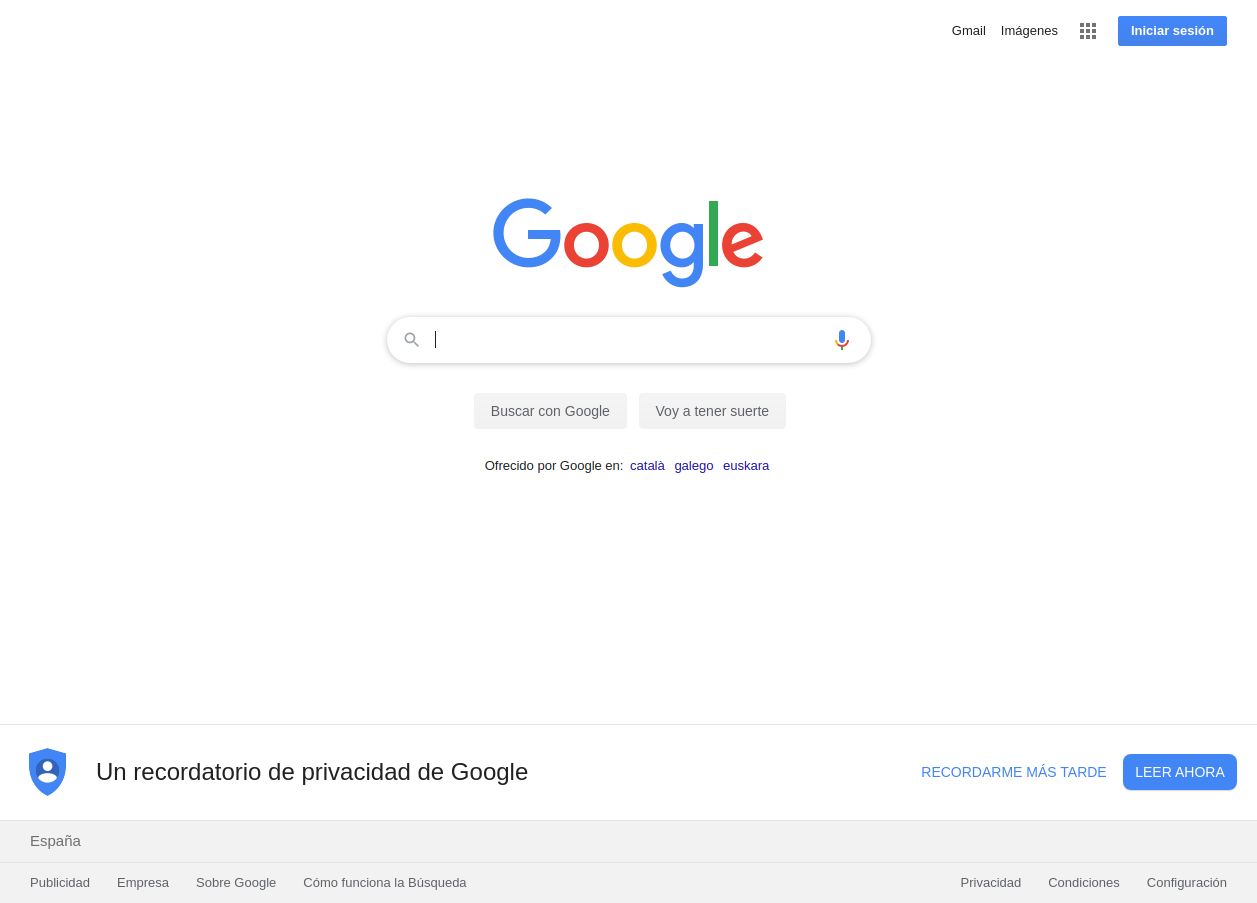 Gmail Imágenes Iniciar sesión
Google
Buscar con Google Voy a tener suerte
Ofrecido por Google en: català galego euskara
Un recordatorio de privacidad de Google RECORDARME MÁS TARDE LEER AHORA
España
Publicidad Empresa Sobre Google Cómo funciona la Búsqueda Privacidad Condiciones Configuración